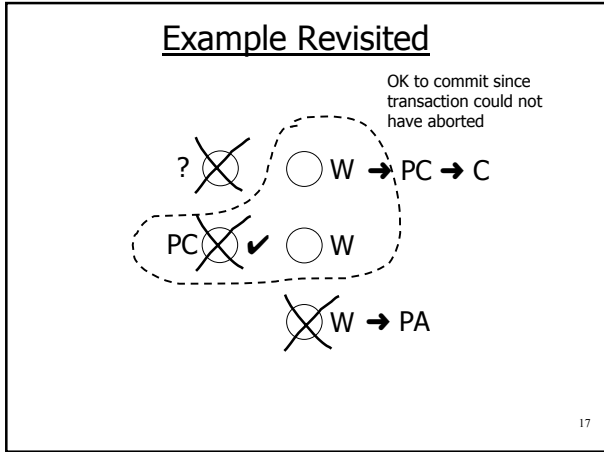 Example Revisited
OK to commit since
transaction could not
have aborted
? W ➜ PC ➜ C
PC ✔ W
W ➜ PA
17